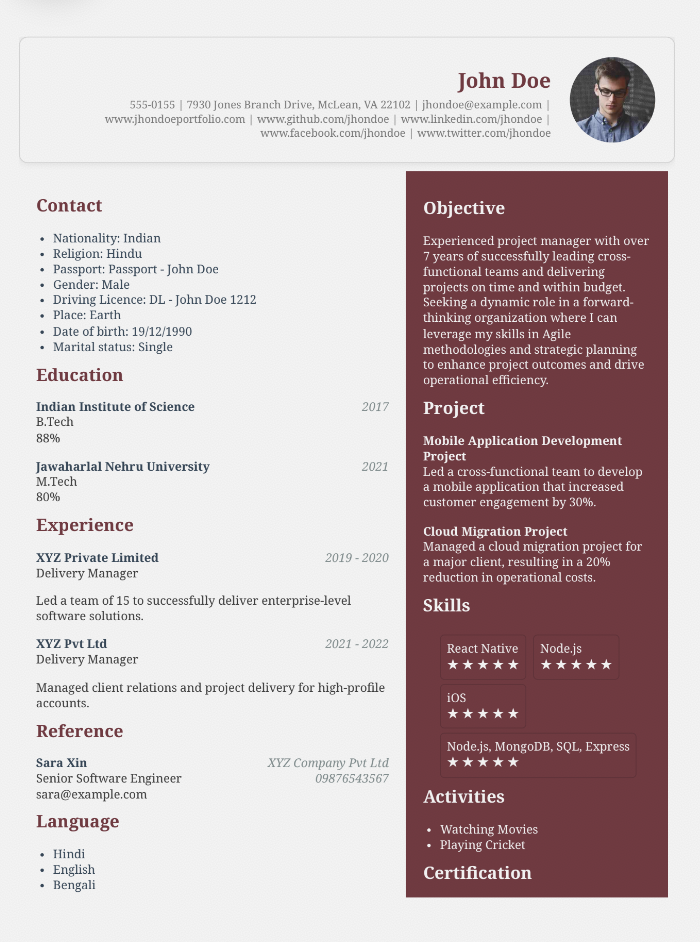 John Doe
555-0155 | 7930 Jones Branch Drive, McLean, VA 22102 | jhondoe@example.com |
www.jhondoeportfolio.com | www.github.com/jhondoe | www.linkedin.com/jhondoe |
www.facebook.com/jhondoe | www.twitter.com/jhondoe
Contact
• Nationality: Indian
• Religion: Hindu
• Passport: Passport - John Doe
• Gender: Male
• Driving Licence: DL - John Doe 1212
• Place: Earth
• Date of birth: 19/12/1990
• Marital status: Single
Education
Indian Institute of Science 2017
B.Tech
88%
Jawaharlal Nehru University 2021
M.Tech
80%
Experience
XYZ Private Limited 2019 - 2020
Delivery Manager
Led a team of 15 to successfully deliver enterprise-level
software solutions.
XYZ Pvt Ltd 2021 - 2022
Delivery Manager
Managed client relations and project delivery for high-profile
accounts.
Reference
Sara Xin XYZ Company Pvt Ltd
Senior Software Engineer 09876543567
sara@example.com
Language
• Hindi
• English
• Bengali
Objective
Experienced project manager with over
7 years of successfully leading cross-
functional teams and delivering
projects on time and within budget.
Seeking a dynamic role in a forward-
thinking organization where I can
leverage my skills in Agile
methodologies and strategic planning
to enhance project outcomes and drive
operational efficiency.
Project
Mobile Application Development
Project
Led a cross-functional team to develop
a mobile application that increased
customer engagement by 30%.
Cloud Migration Project
Managed a cloud migration project for
a major client, resulting in a 20%
reduction in operational costs.
Skills
React Native Node.js
★★★★★ ★★★★★
iOS
★★★★★
Node.js, MongoDB, SQL, Express
★★★★★
Activities
• Watching Movies
• Playing Cricket
Certification